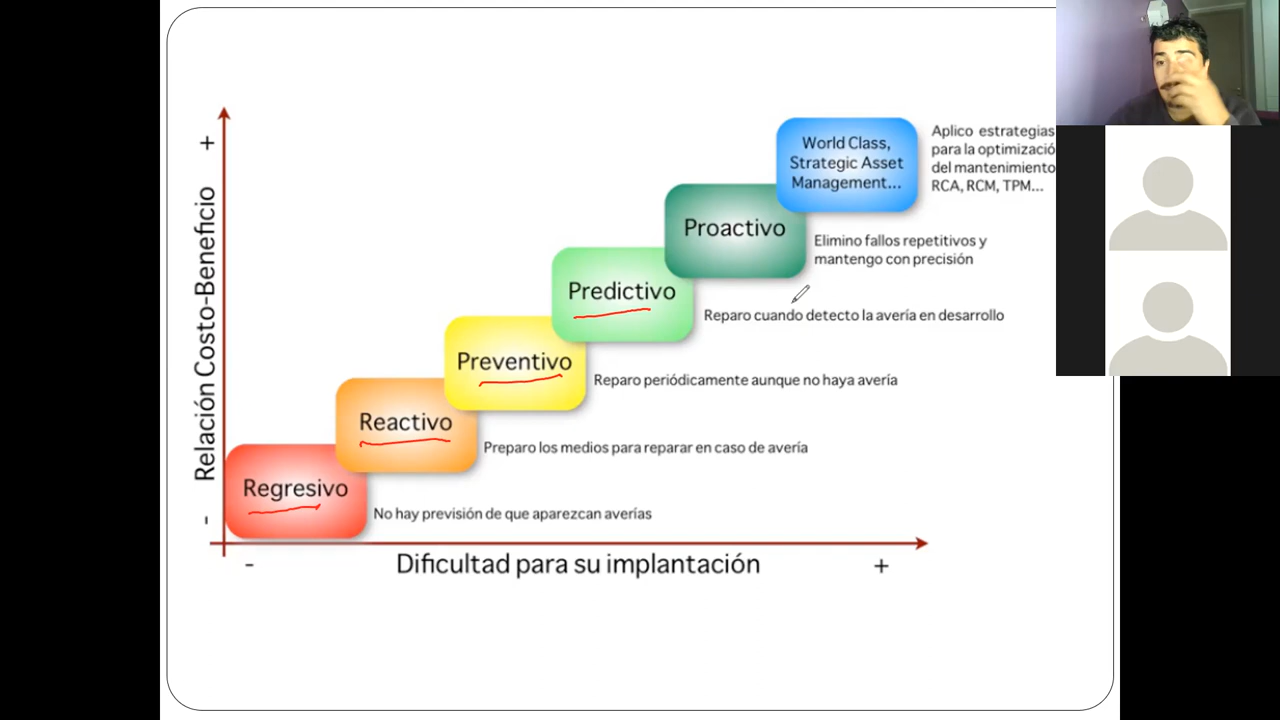 Relación Costo-Beneficio
+
-
World Class,
Strategic Asset
Management...
Aplico estrategias
para la optimizació
del mantenimiento
RCA, RCM, TPM...
Proactivo
Elimino fallos repetitivos y
mantengo con precisión
Predictivo
Reparo cuando detecto la avería en desarrollo
Preventivo
Reparo periódicamente aunque no haya avería
Reactivo
Preparo los medios para reparar en caso de avería
Regresivo
No hay previsión de que aparezcan averías
-
Dificultad para su implantación
+